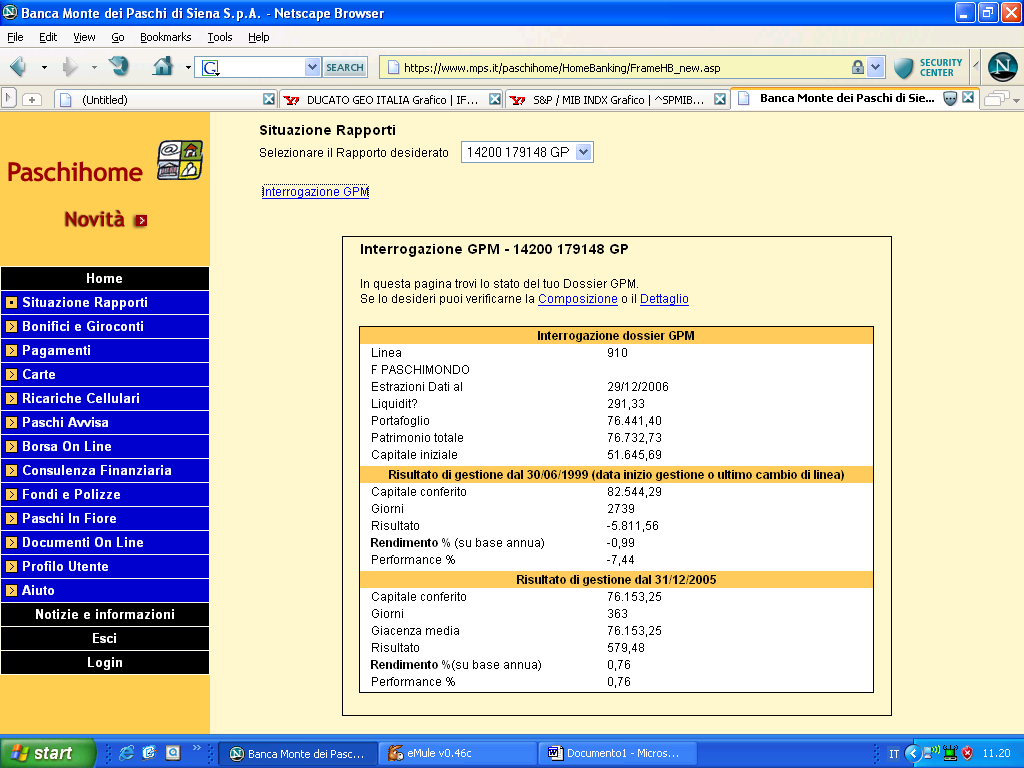 Banca Monte dei Paschi di Siena S.p.A. - Netscape Browser
File Edit View Go Bookmarks Tools Help
G SEARCH https://www.mps.it/paschihome/HomeBanking/FrameHB_new.asp SECURITY CENTER N
(Untitled) DUCATO GEO ITALIA Grafico | IF... S&P / MIB INDX Grafico | ^SPMIB... Banca Monte dei Paschi di Sie...
Paschihome
Novità
Home
Situazione Rapporti
Bonifici e Giroconti
Pagamenti
Carte
Ricariche Cellulari
Paschi Avvisa
Borsa On Line
Consulenza Finanziaria
Fondi e Polizze
Paschi In Fiore
Documenti On Line
Profilo Utente
Aiuto
Notizie e informazioni
Esci
Login
Situazione Rapporti
Selezionare il Rapporto desiderato 14200 179148 GP
Interrogazione GPM
Interrogazione GPM - 14200 179148 GP
In questa pagina trovi lo stato del tuo Dossier GPM.
Se lo desideri puoi verificarne la Composizione o il Dettaglio
Interrogazione dossier GPM
Linea 910
F PASCHIMONDO
Estrazioni Dati al 29/12/2006
Liquidit? 291,33
Portafoglio 76.441,40
Patrimonio totale 76.732,73
Capitale iniziale 51.645,69
Risultato di gestione dal 30/06/1999 (data inizio gestione o ultimo cambio di linea)
Capitale conferito 82.544,29
Giorni 2739
Risultato -5.811,56
Rendimento % (su base annua) -0,99
Performance % -7,44
Risultato di gestione dal 31/12/2005
Capitale conferito 76.153,25
Giorni 363
Giacenza media 76.153,25
Risultato 579,48
Rendimento %(su base annua) 0,76
Performance % 0,76
start Banca Monte dei Pasc... eMule v0.46c Documento1 - Micros... IT 11.20